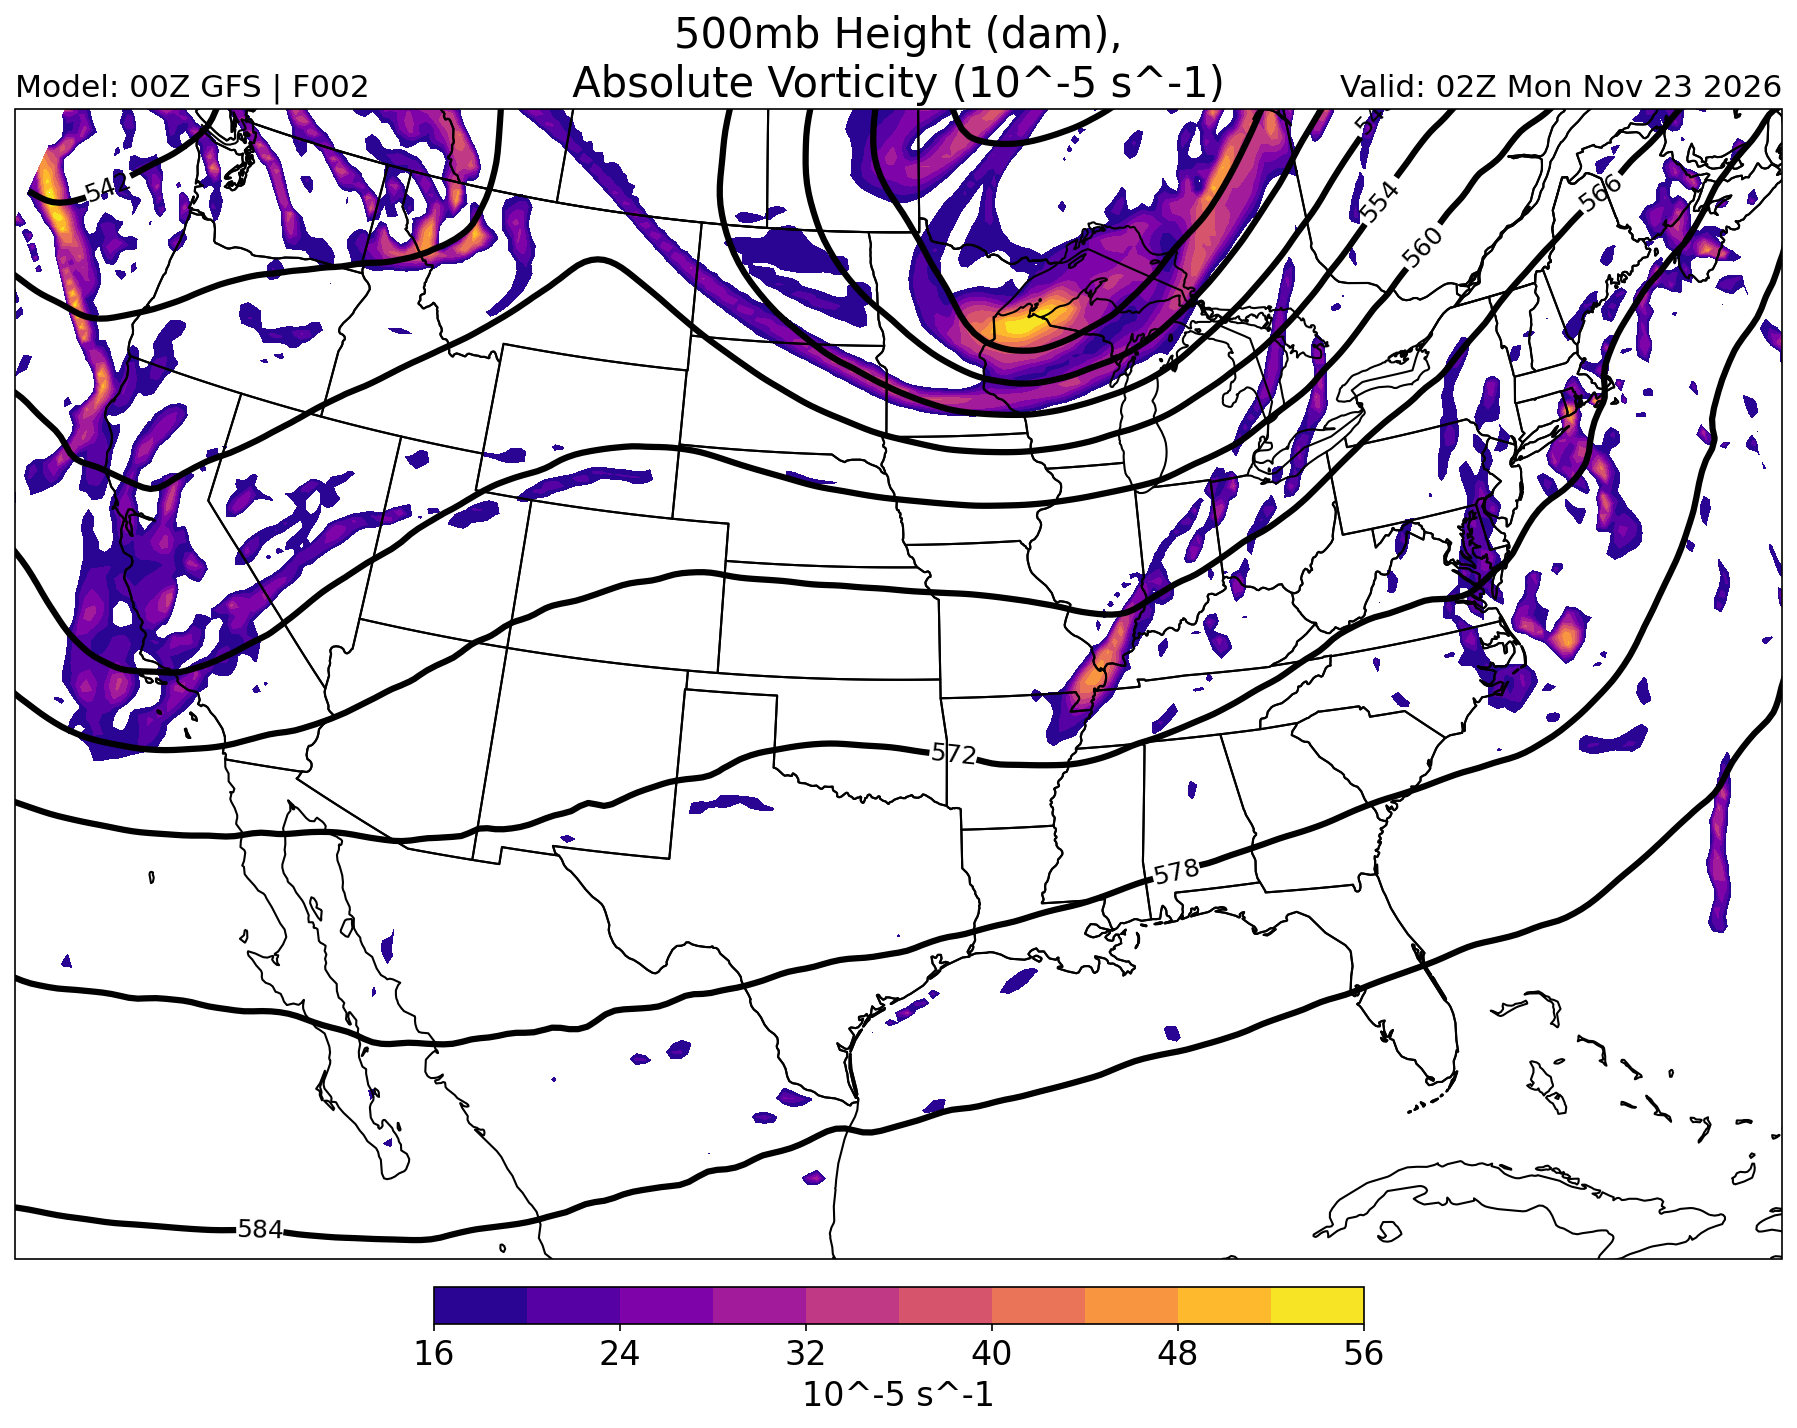 500mb Height (dam),
Absolute Vorticity (10^-5 s^-1)
Model: 00Z GFS | F002
Valid: 02Z Mon Nov 23 2026
542
554
560
566
572
578
584
16 24 32 40 48 56
10^-5 s^-1